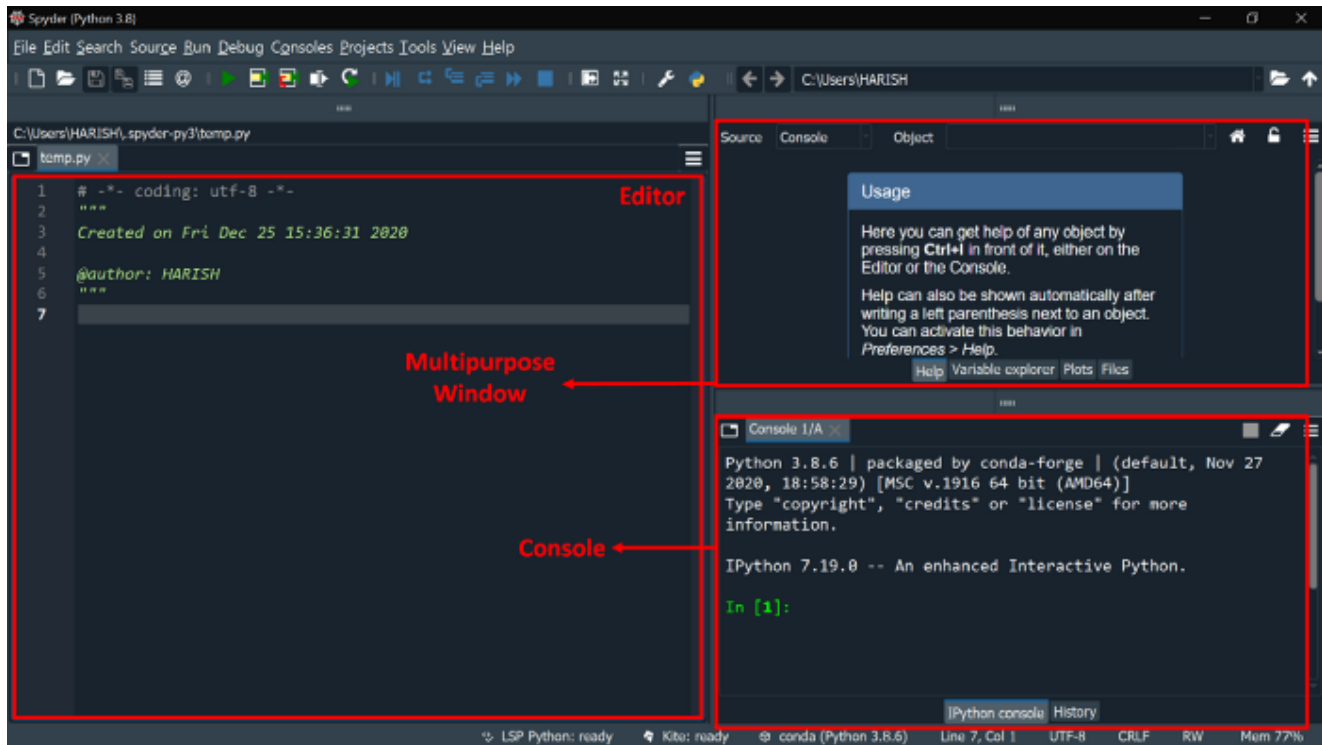 Spyder (Python 3.8)
File Edit Search Source Run Debug Consoles Projects Tools View Help
C:\Users\HARISH
C:\Users\HARISH\.spyder-py3\temp.py
temp.py
1 # -*- coding: utf-8 -*-
2 """
3 Created on Fri Dec 25 15:36:31 2020
4
5 @author: HARISH
6 """
7
Editor
Multipurpose
Window
Console
Source Console Object
Usage
Here you can get help of any object by
pressing Ctrl+I in front of it, either on the
Editor or the Console.
Help can also be shown automatically after
writing a left parenthesis next to an object.
You can activate this behavior in
Preferences > Help.
Help Variable explorer Plots Files
Console 1/A
Python 3.8.6 | packaged by conda-forge | (default, Nov 27
2020, 18:58:29) [MSC v.1916 64 bit (AMD64)]
Type "copyright", "credits" or "license" for more
information.
IPython 7.19.0 -- An enhanced Interactive Python.
In [1]:
IPython console History
LSP Python: ready Kite: ready conda (Python 3.8.6) Line 7, Col 1 UTF-8 CRLF RW Mem 77%